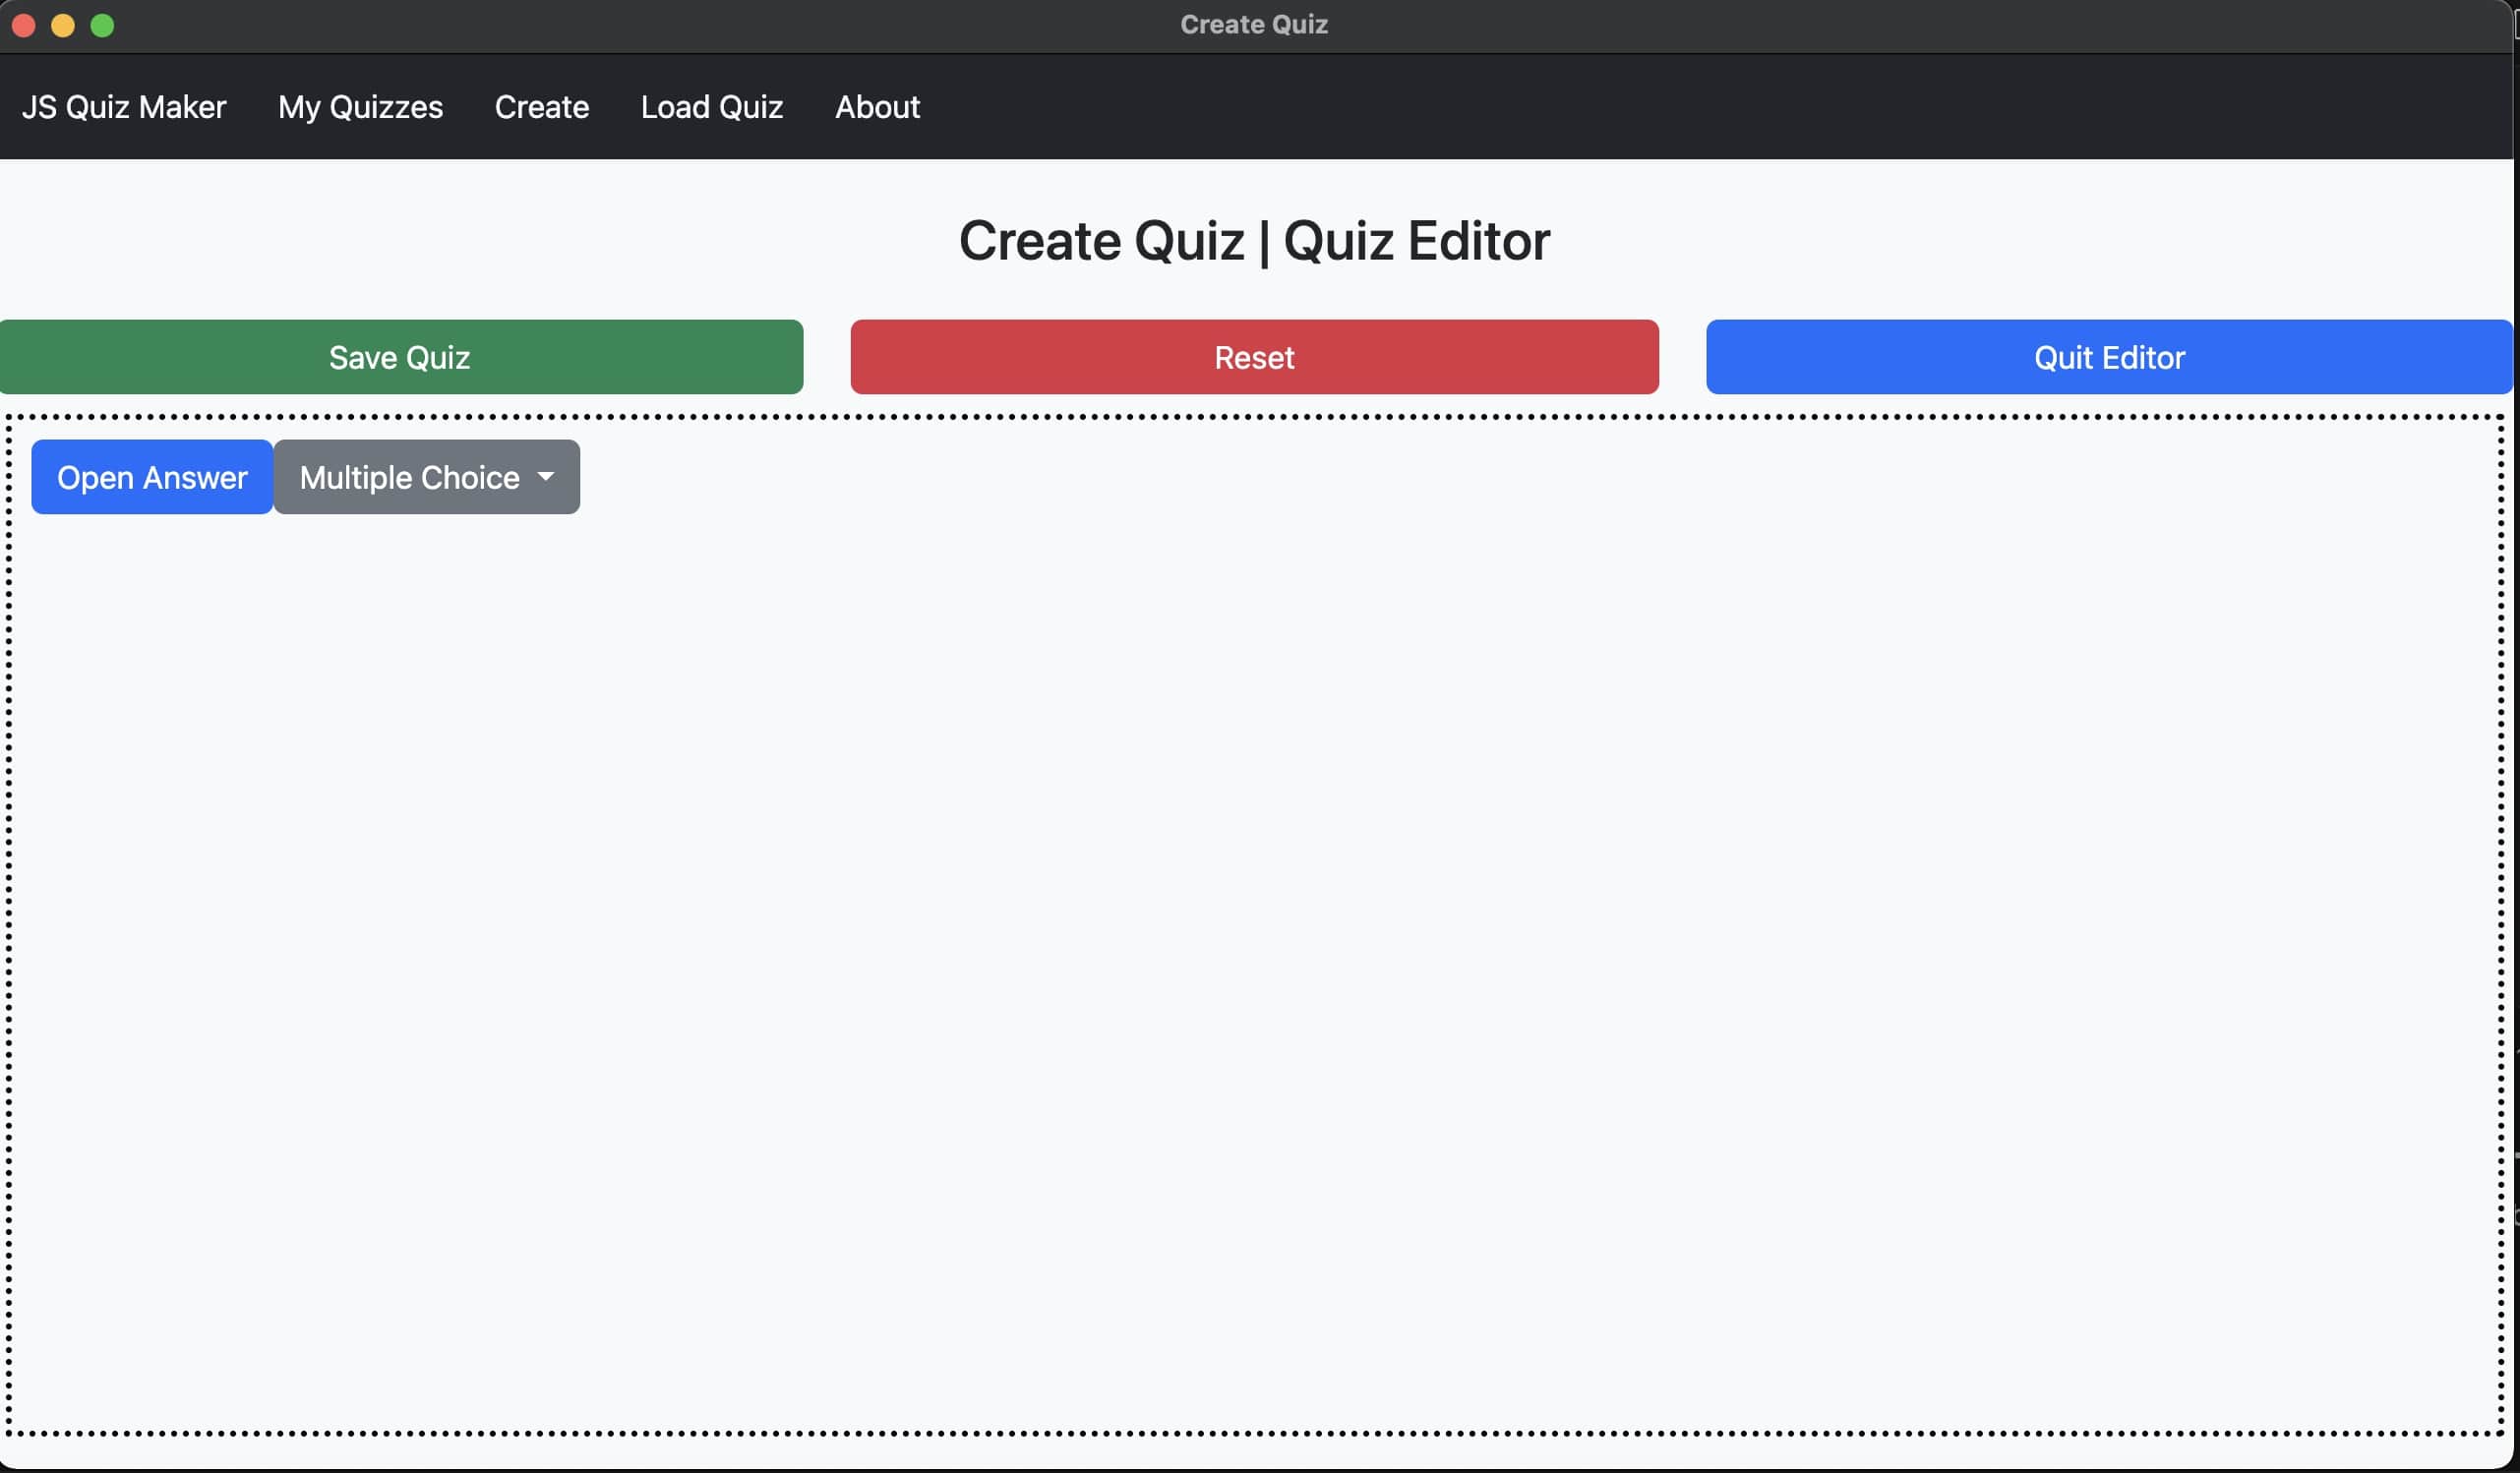 Create Quiz
JS Quiz Maker My Quizzes Create Load Quiz About
Create Quiz | Quiz Editor
Save Quiz Reset Quit Editor
Open Answer Multiple Choice